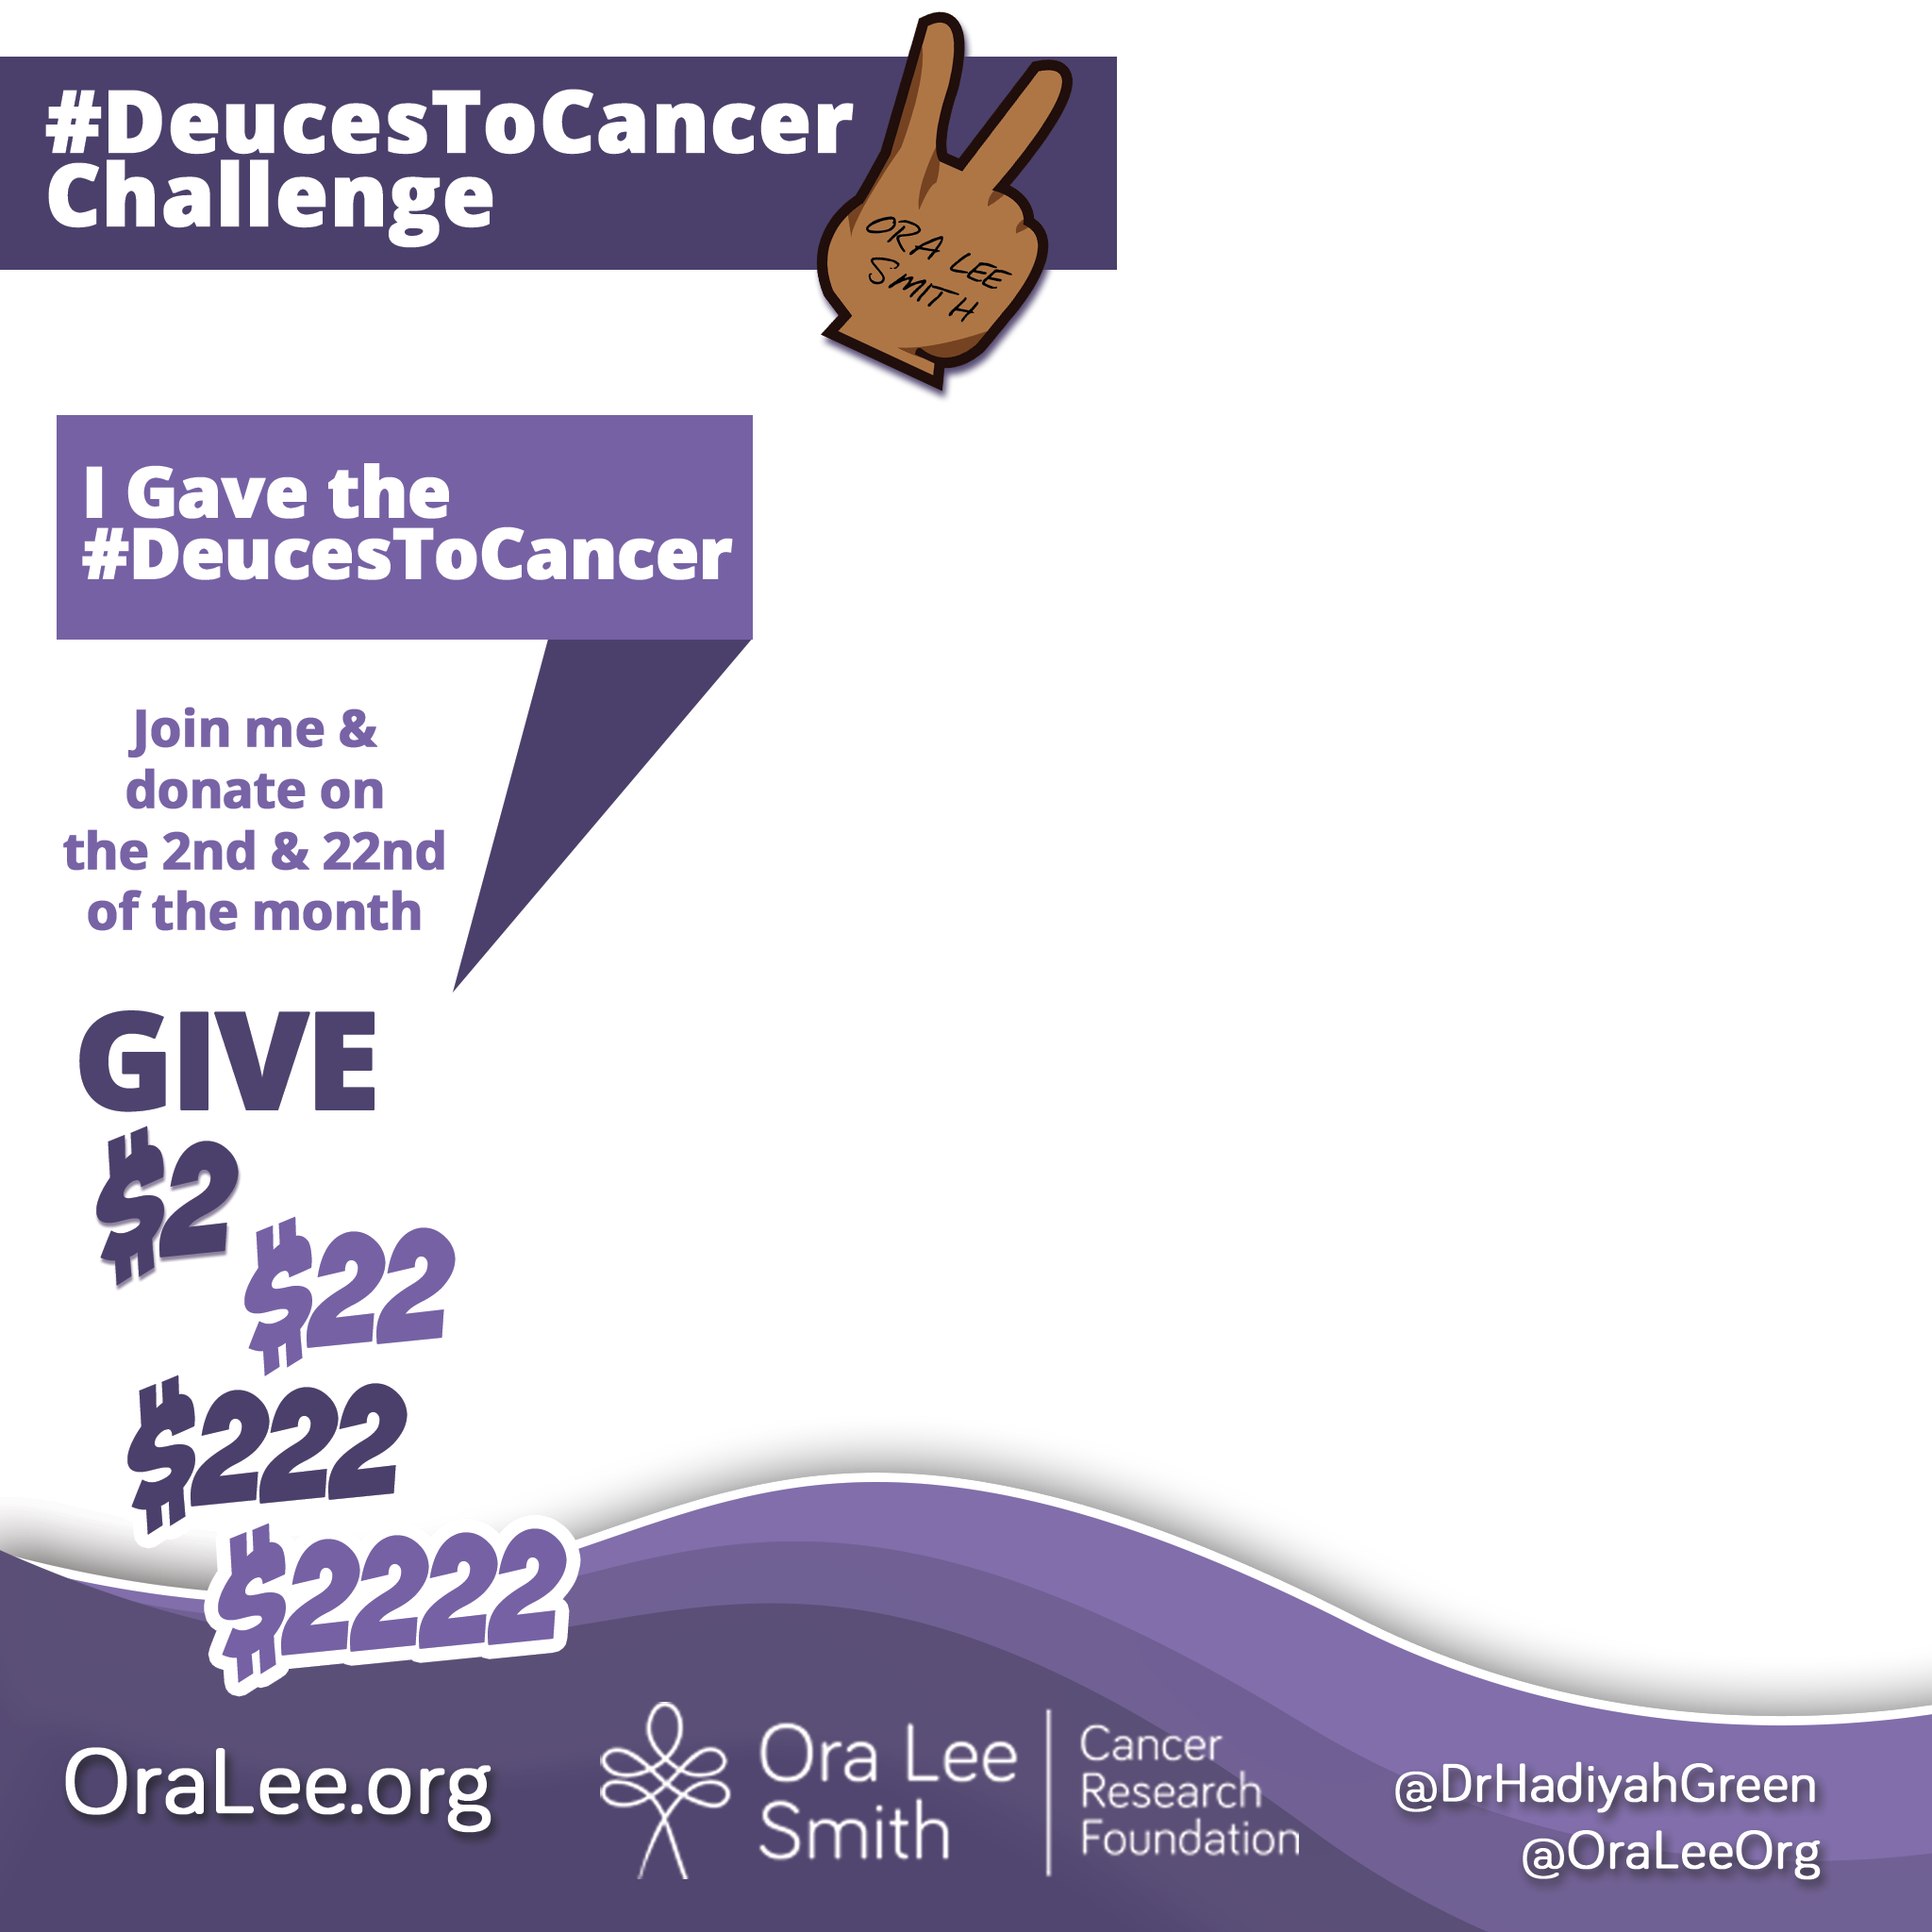 #DeucesToCancer
Challenge
ORA LEE
SMITH
I Gave the
#DeucesToCancer
Join me &
donate on
the 2nd & 22nd
of the month
GIVE
$2
$22
$222
$2222
OraLee.org
Ora Lee
Smith
Cancer
Research
Foundation
@DrHadiyahGreen
@OraLeeOrg